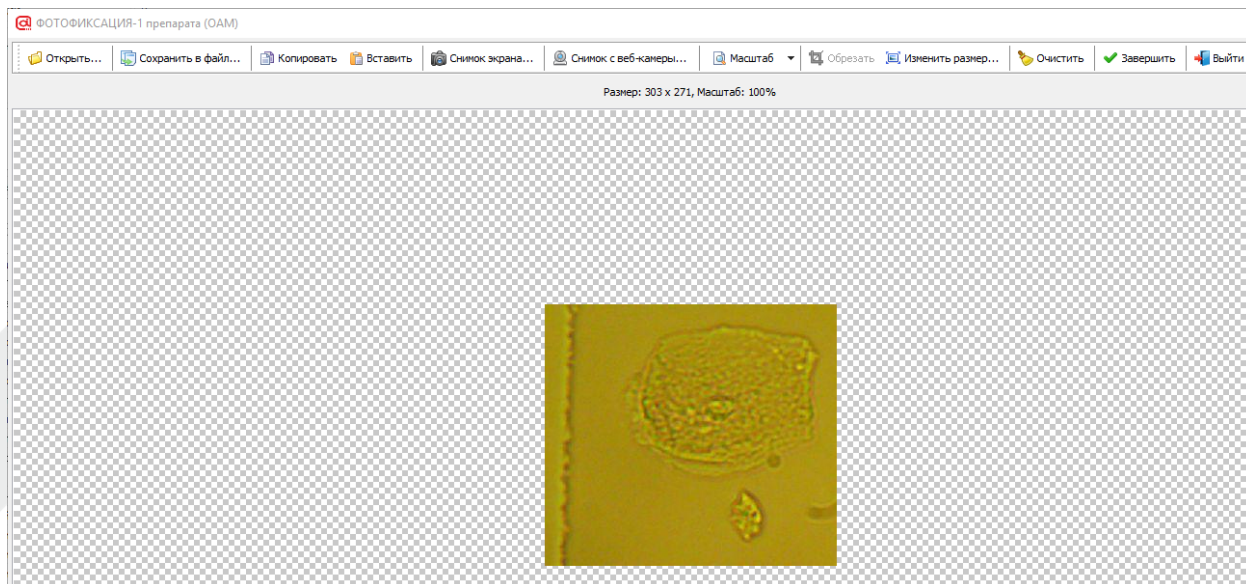 ФОТОФИКСАЦИЯ-1 препарата (ОАМ)
Открыть... Сохранить в файл... Копировать Вставить Снимок экрана... Снимок с веб-камеры... Масштаб Обрезать Изменить размер... Очистить Завершить Выйти
Размер: 303 x 271, Масштаб: 100%